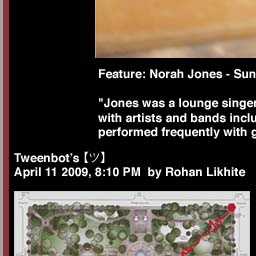 Feature: Norah Jones - Sun
"Jones was a lounge singer
with artists and bands inclu
performed frequently with g
Tweenbot's【ツ】
April 11 2009, 8:10 PM by Rohan Likhite